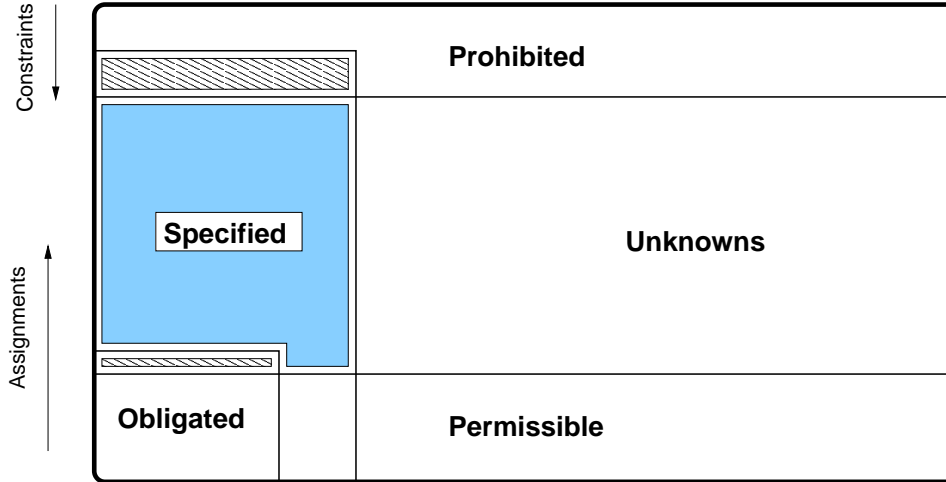 Constraints
Prohibited
Specified
Unknowns
Assignments
Obligated
Permissible